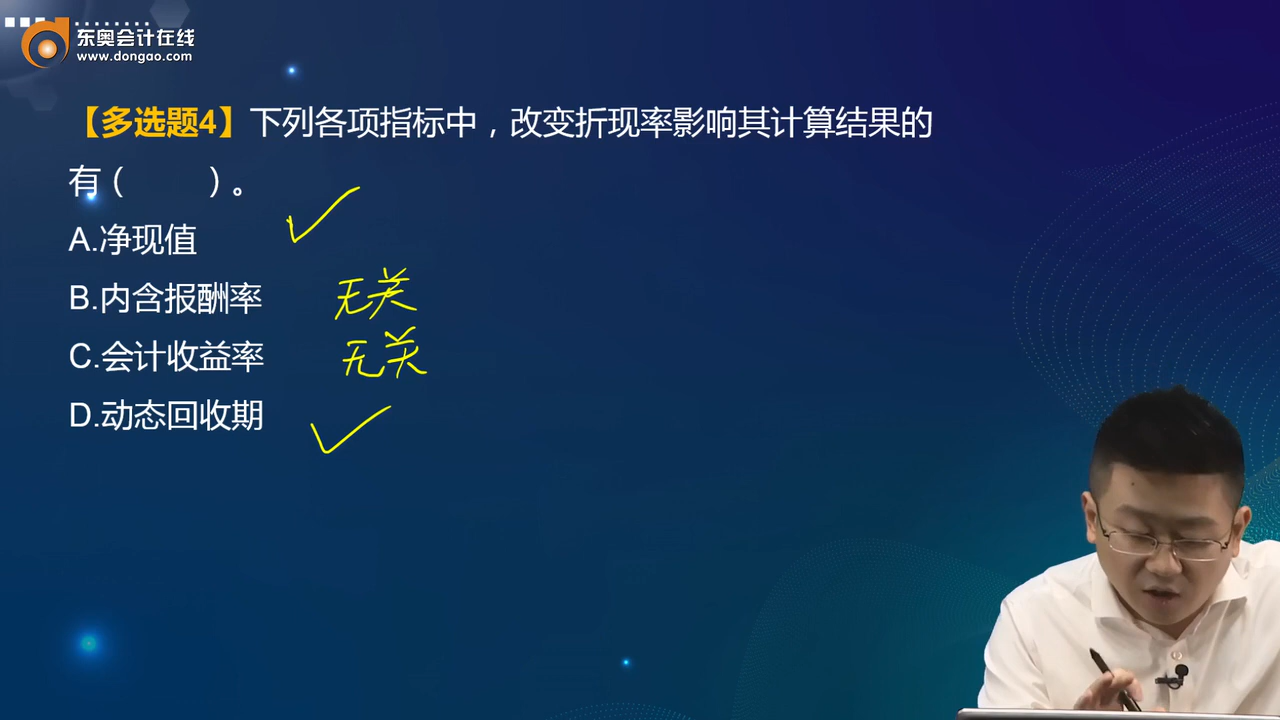 东奥会计在线
www.dongao.com
【多选题4】下列各项指标中，改变折现率影响其计算结果的
有（　　）。
A.净现值
B.内含报酬率 无关
C.会计收益率 无关
D.动态回收期